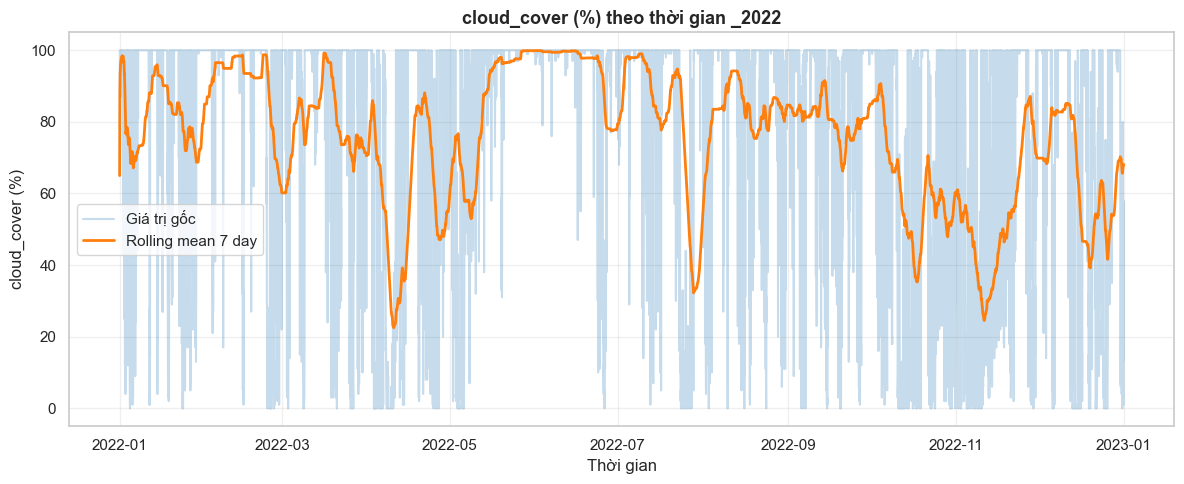 cloud_cover (%) theo thời gian _2022
cloud_cover (%)
100
80
60
40
20
0
Giá trị gốc
Rolling mean 7 day
2022-01 2022-03 2022-05 2022-07 2022-09 2022-11 2023-01
Thời gian